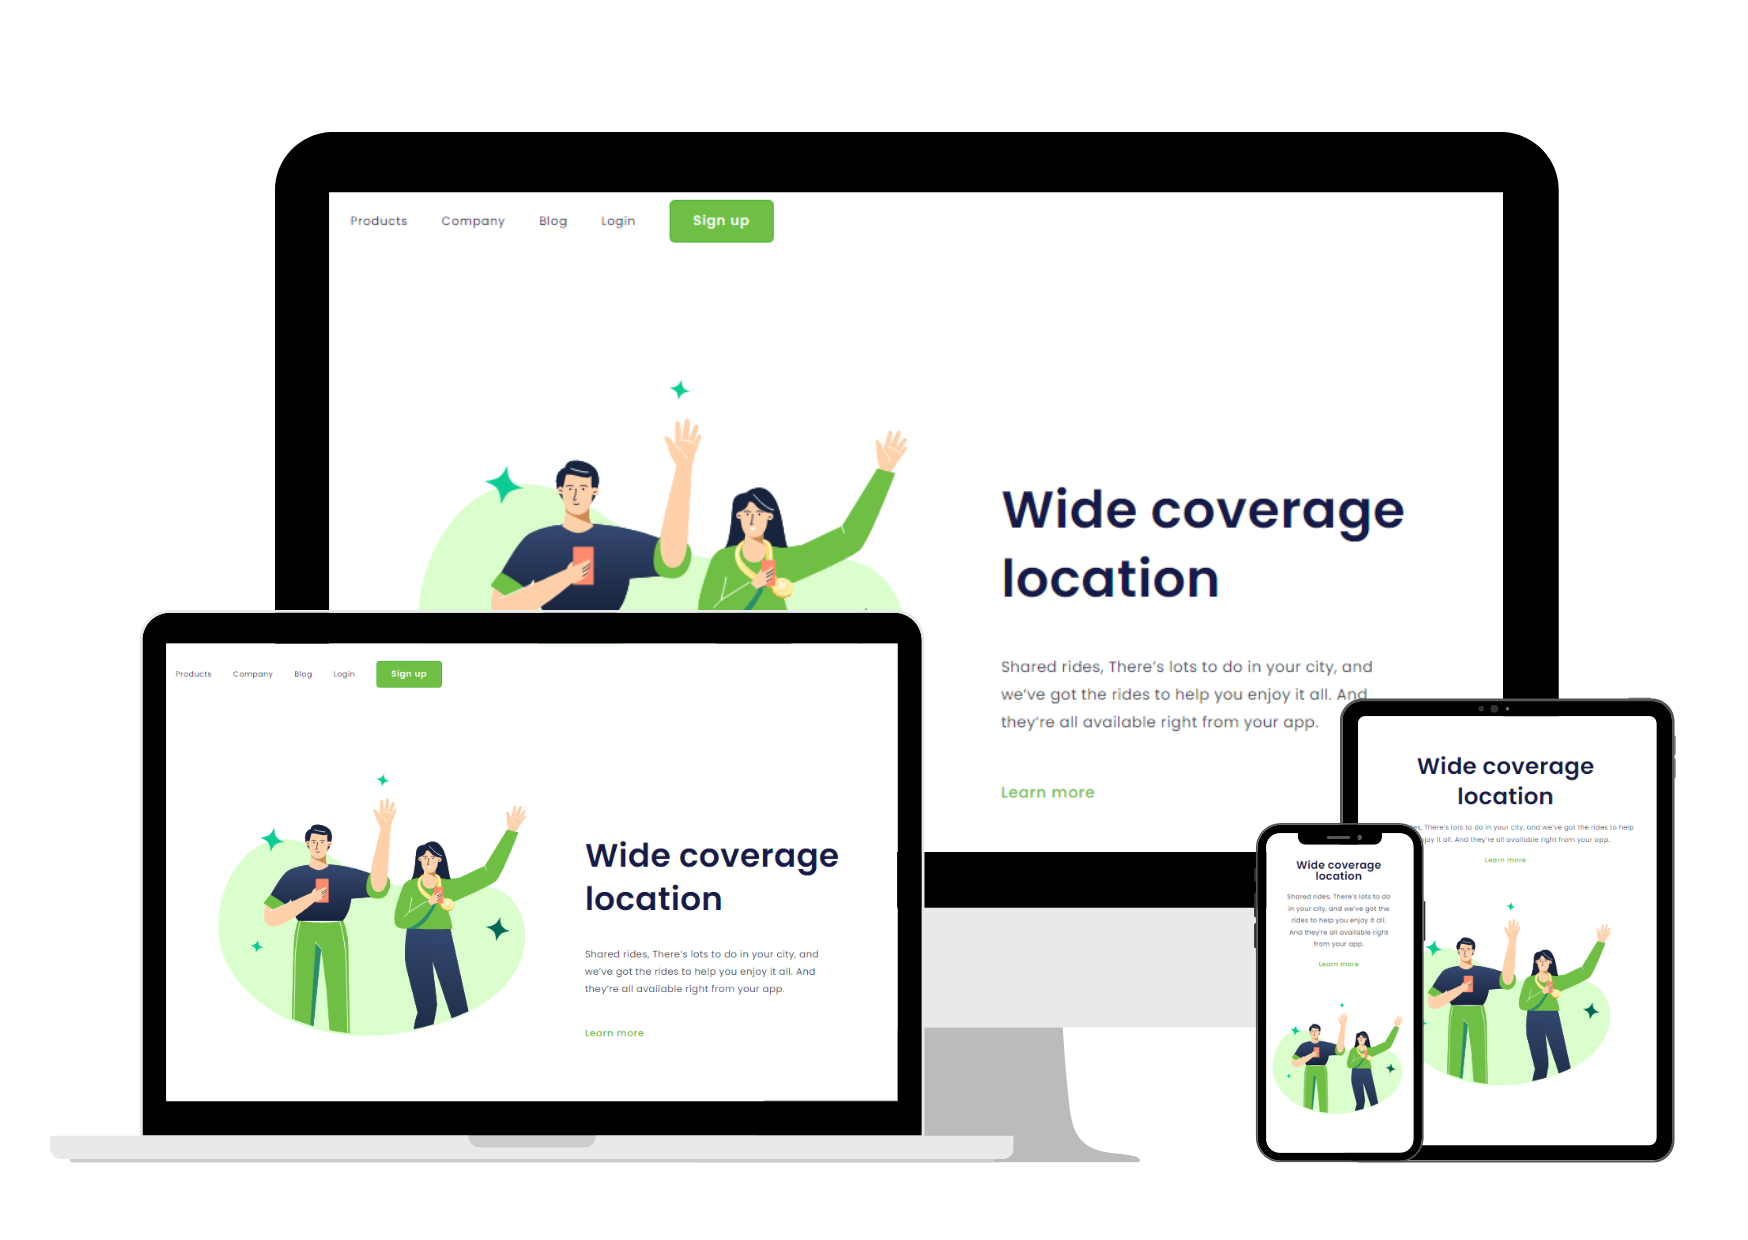 Products Company Blog Login Sign up
Wide coverage
location
Shared rides, There's lots to do in your city, and
we've got the rides to help you enjoy it all. And
they're all available right from your app.
Learn more
Products Company Blog Login Sign up
Wide coverage
location
Shared rides, There's lots to do in your city, and
we've got the rides to help you enjoy it all. And
they're all available right from your app.
Learn more
Wide coverage
location
There's lots to do in your city, and we've got the rides to help
it all. And they're all available right from your app.
Learn more
Wide coverage
location
Shared rides, There's lots to do
in your city, and we've got the
rides to help you enjoy it all.
And they're all available right
from your app.
Learn more